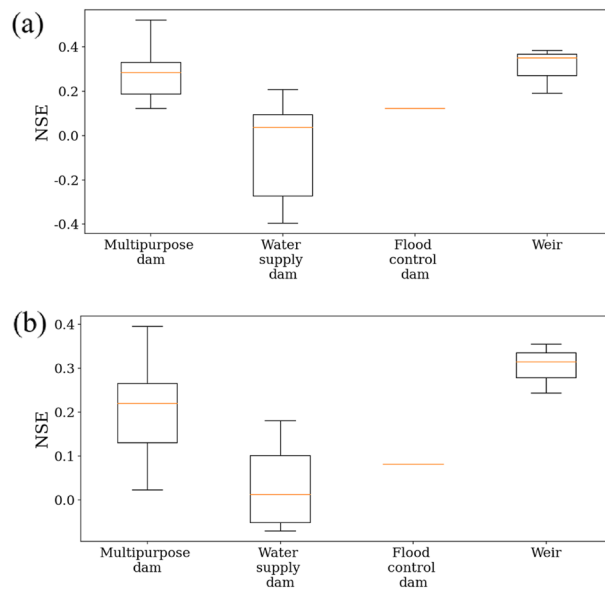 (a)
NSE
0.4
0.2
0.0
-0.2
-0.4
Multipurpose
dam
Water
supply
dam
Flood
control
dam
Weir
(b)
NSE
0.4
0.3
0.2
0.1
0.0
Multipurpose
dam
Water
supply
dam
Flood
control
dam
Weir